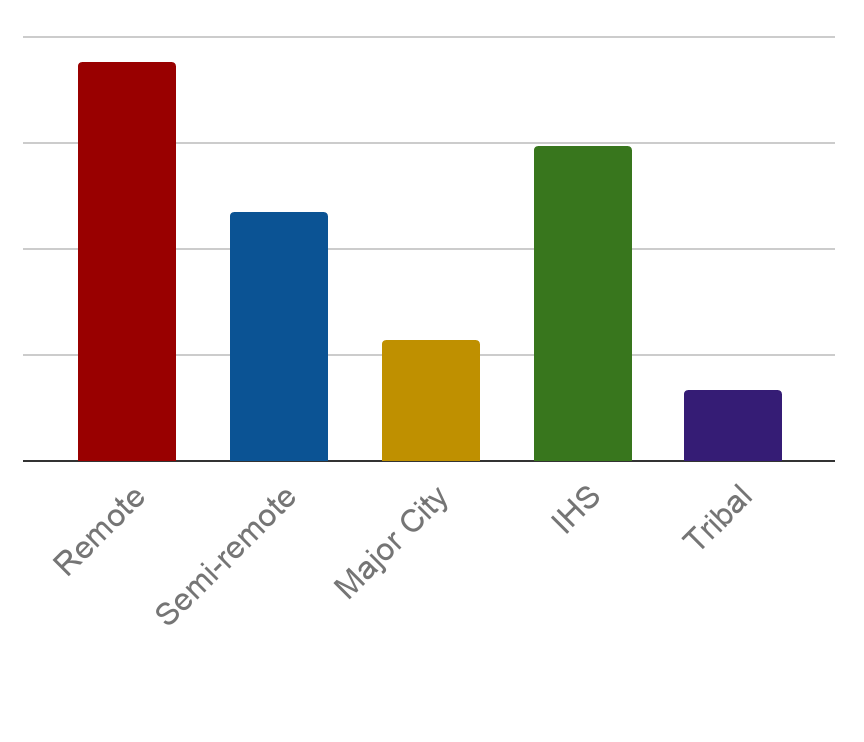 Remote
Semi-remote
Major City
IHS
Tribal